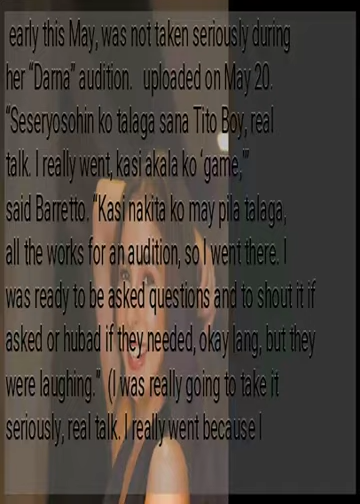 early this May, was not taken seriously during
her “Darna” audition. uploaded on May 20.
“Seseryosohin ko talaga sana Tito Boy, real
talk. I really went, kasi akala ko ‘game,’”
said Barretto. “Kasi nakita ko may pila talaga,
all the works for an audition, so I went there. I
was ready to be asked questions and to shout it if
asked or hubad if they needed, okay lang, but they
were laughing.” (I was really going to take it
seriously, real talk. I really went because I